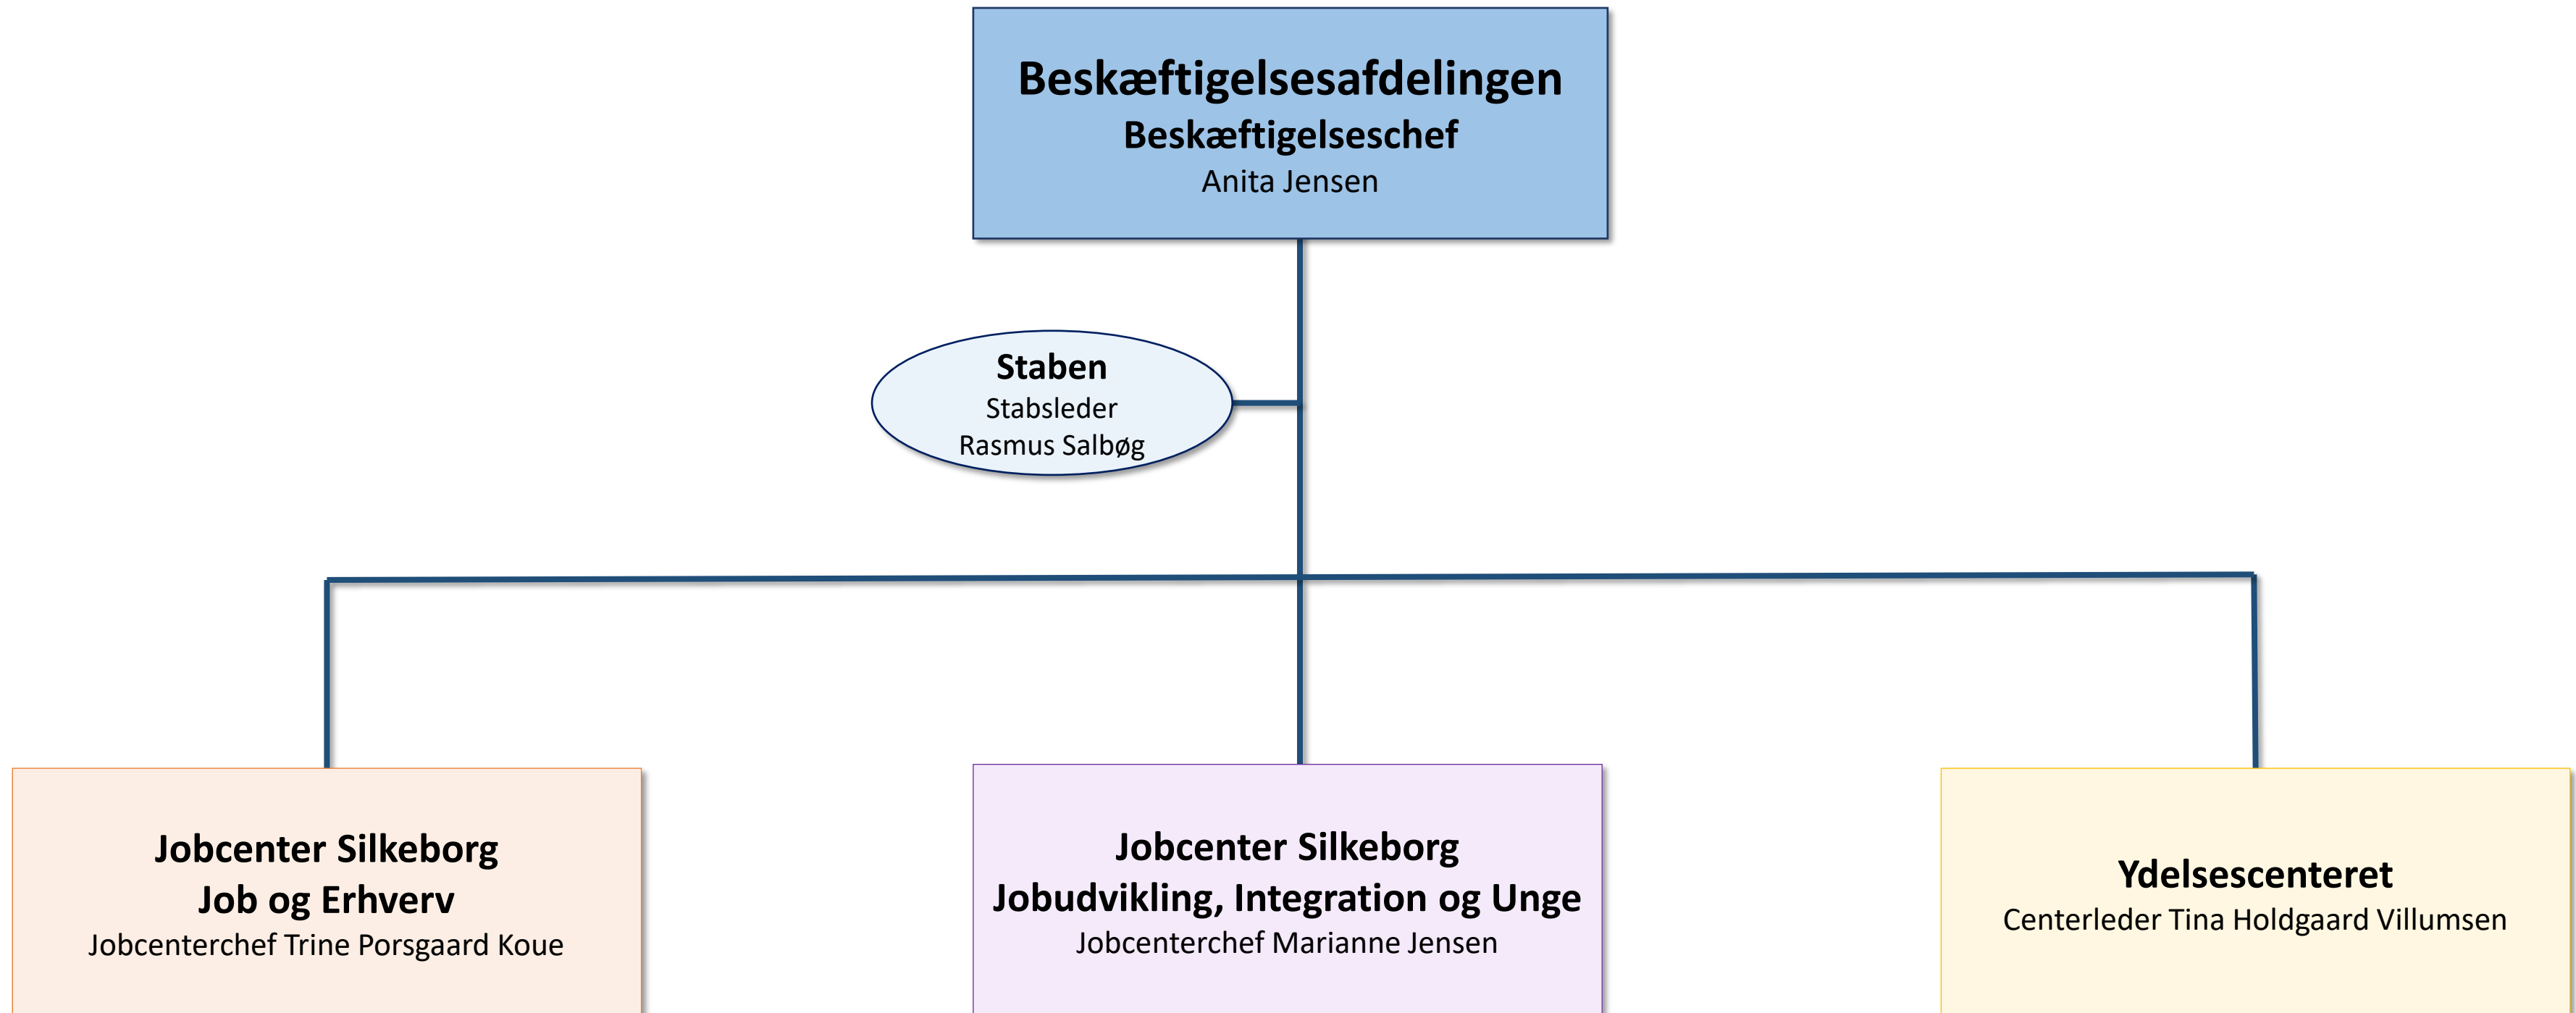 Beskæftigelsesafdelingen
Beskæftigelseschef
Anita Jensen
Staben
Stabsleder
Rasmus Salbøg
Jobcenter Silkeborg
Job og Erhverv
Jobcenterchef Trine Porsgaard Koue
Jobcenter Silkeborg
Jobudvikling, Integration og Unge
Jobcenterchef Marianne Jensen
Ydelsescenteret
Centerleder Tina Holdgaard Villumsen